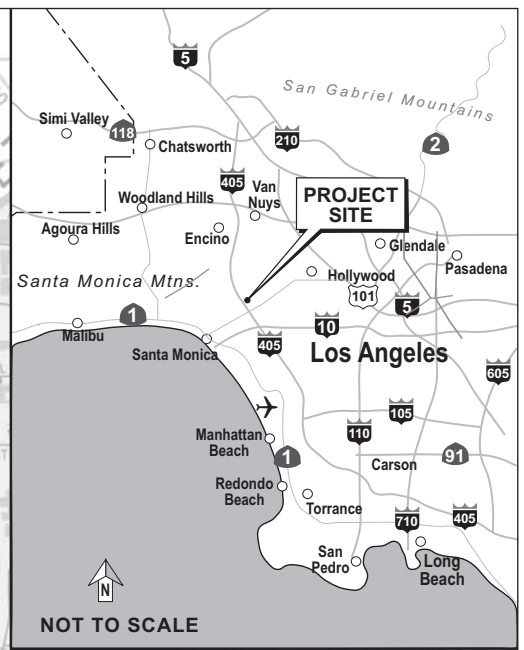 5
San Gabriel Mountains
Simi Valley
118
Chatsworth
210
2
405
Van
Nuys
PROJECT
SITE
Woodland Hills
Agoura Hills
Encino
Glendale
Pasadena
Hollywood
101
Santa Monica Mtns.
1
5
Malibu
10
Santa Monica
405
Los Angeles
605
105
Manhattan
Beach
110
1
91
Carson
Redondo
Beach
Torrance
710
405
San
Pedro
Long
Beach
N
NOT TO SCALE